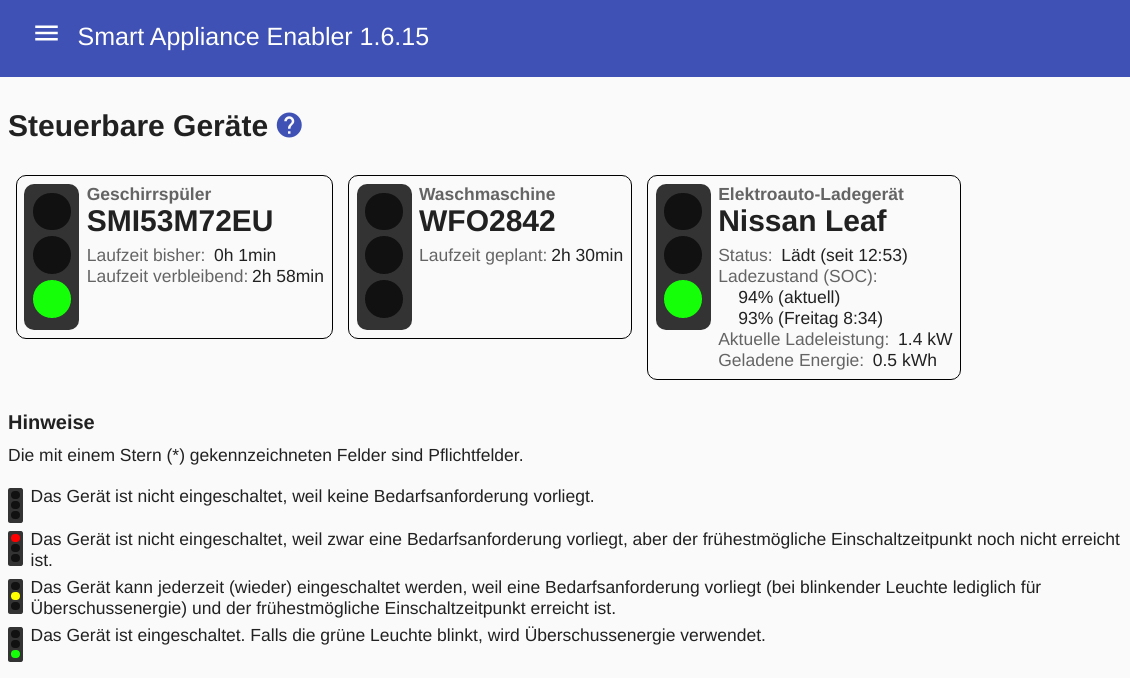 Smart Appliance Enabler 1.6.15
Steuerbare Geräte ?
Geschirrspüler
SMI53M72EU
Laufzeit bisher: 0h 1min
Laufzeit verbleibend: 2h 58min
Waschmaschine
WFO2842
Laufzeit geplant: 2h 30min
Elektroauto-Ladegerät
Nissan Leaf
Status: Lädt (seit 12:53)
Ladezustand (SOC):
94% (aktuell)
93% (Freitag 8:34)
Aktuelle Ladeleistung: 1.4 kW
Geladene Energie: 0.5 kWh
Hinweise
Die mit einem Stern (*) gekennzeichneten Felder sind Pflichtfelder.
Das Gerät ist nicht eingeschaltet, weil keine Bedarfsanforderung vorliegt.
Das Gerät ist nicht eingeschaltet, weil zwar eine Bedarfsanforderung vorliegt, aber der frühestmögliche Einschaltzeitpunkt noch nicht erreicht
ist.
Das Gerät kann jederzeit (wieder) eingeschaltet werden, weil eine Bedarfsanforderung vorliegt (bei blinkender Leuchte lediglich für
Überschussenergie) und der frühestmögliche Einschaltzeitpunkt erreicht ist.
Das Gerät ist eingeschaltet. Falls die grüne Leuchte blinkt, wird Überschussenergie verwendet.